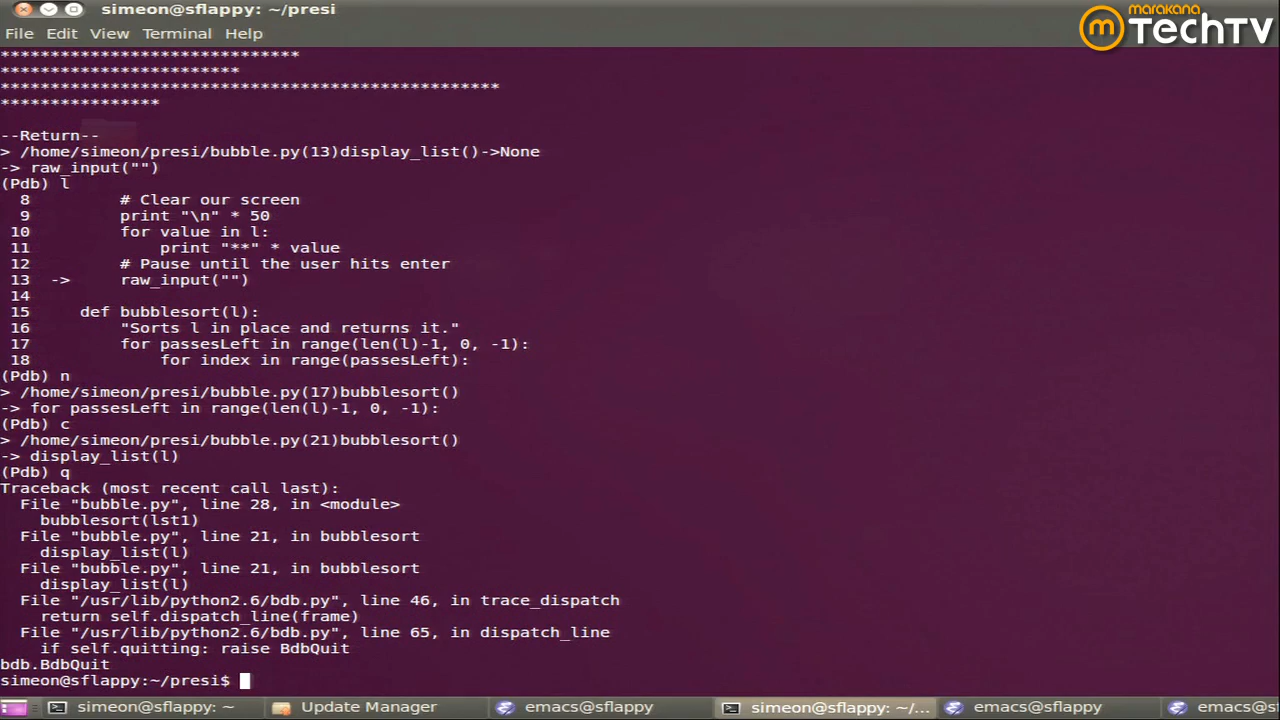 simeon@sflappy: ~/presi
marakana
m TechTV
File Edit View Terminal Help
******************************
************************
**************************************************
****************
--Return--
> /home/simeon/presi/bubble.py(13)display_list()->None
-> raw_input("")
(Pdb) l
8 # Clear our screen
9 print "\n" * 50
10 for value in l:
11 print "**" * value
12 # Pause until the user hits enter
13 -> raw_input("")
14
15 def bubblesort(l):
16 "Sorts l in place and returns it."
17 for passesLeft in range(len(l)-1, 0, -1):
18 for index in range(passesLeft):
(Pdb) n
> /home/simeon/presi/bubble.py(17)bubblesort()
-> for passesLeft in range(len(l)-1, 0, -1):
(Pdb) c
> /home/simeon/presi/bubble.py(21)bubblesort()
-> display_list(l)
(Pdb) q
Traceback (most recent call last):
File "bubble.py", line 28, in <module>
bubblesort(lst1)
File "bubble.py", line 21, in bubblesort
display_list(l)
File "bubble.py", line 21, in bubblesort
display_list(l)
File "/usr/lib/python2.6/bdb.py", line 46, in trace_dispatch
return self.dispatch_line(frame)
File "/usr/lib/python2.6/bdb.py", line 65, in dispatch_line
if self.quitting: raise BdbQuit
bdb.BdbQuit
simeon@sflappy:~/presi$
simeon@sflappy: ~ Update Manager emacs@sflappy simeon@sflappy: ~/... emacs@sflappy emacs@s